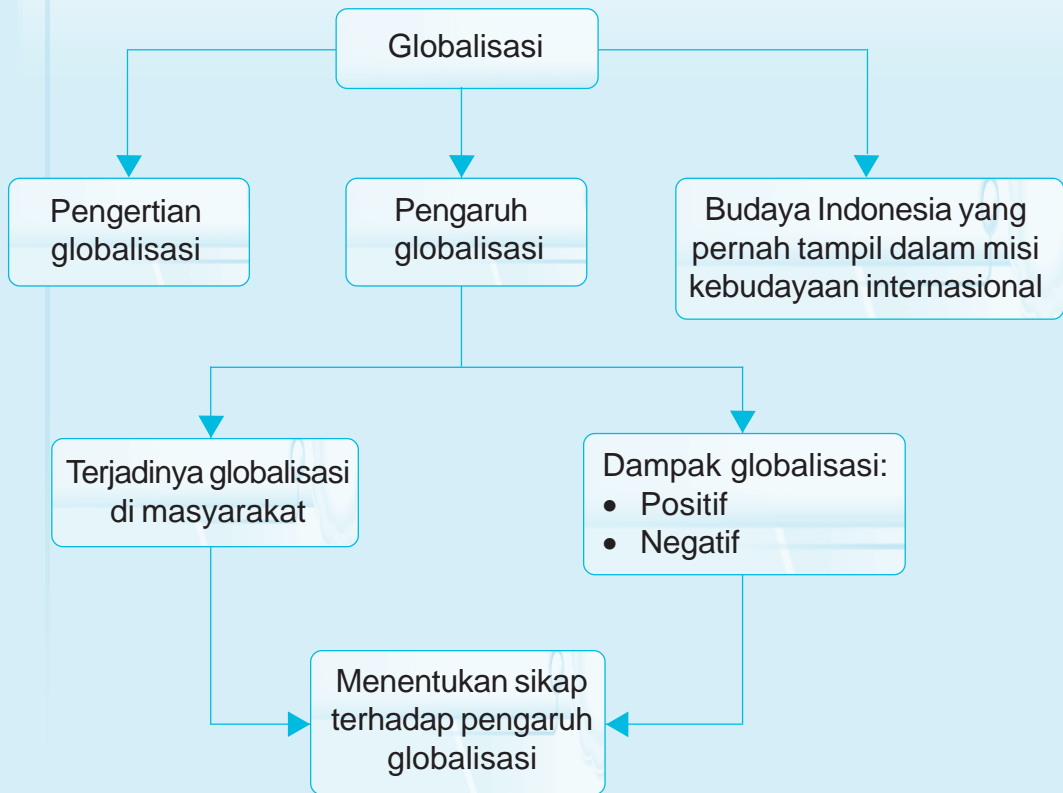 Globalisasi
Pengertian
globalisasi
Pengaruh
globalisasi
Budaya Indonesia yang
pernah tampil dalam misi
kebudayaan internasional
Terjadinya globalisasi
di masyarakat
Dampak globalisasi:
• Positif
• Negatif
Menentukan sikap
terhadap pengaruh
globalisasi